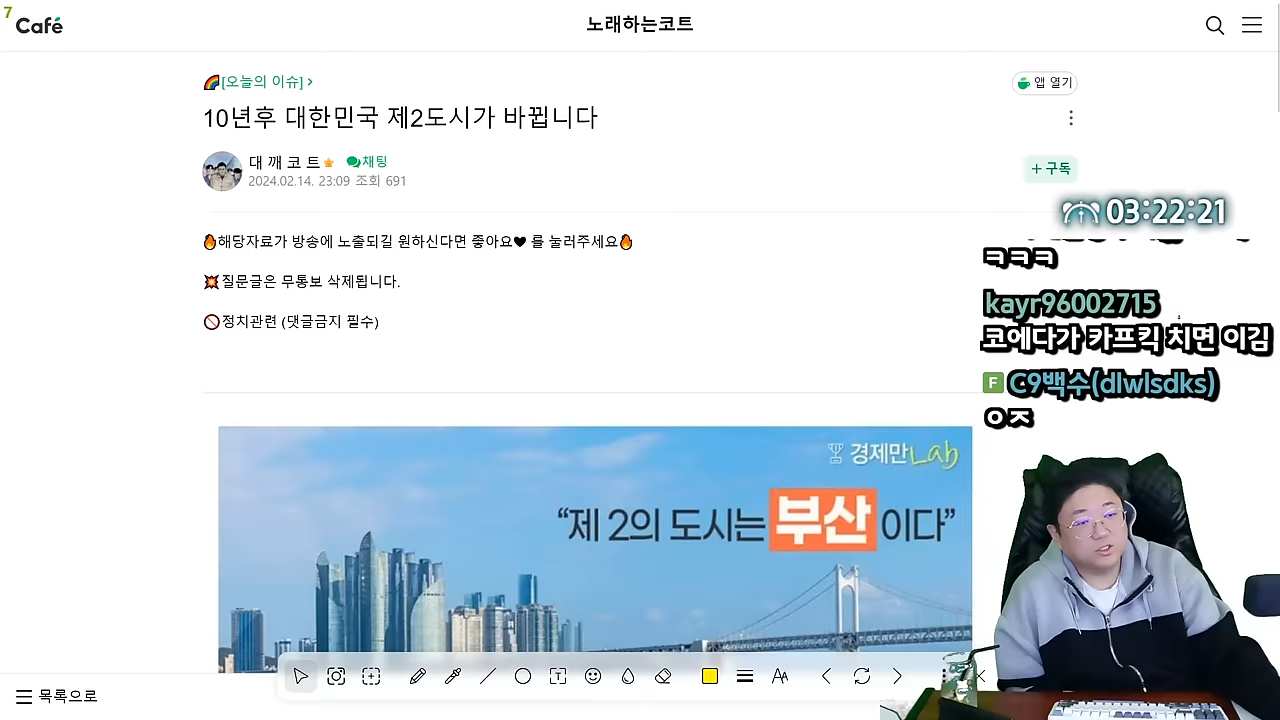 7
Café
노래하는코트
🌈[오늘의 이슈] >
앱 열기
10년후 대한민국 제2도시가 바뀝니다
대 깨 코 트
채팅
2024.02.14. 23:09 조회 691
+ 구독
03:22:21
🔥해당자료가 방송에 노출되길 원하신다면 좋아요🖤 를 눌러주세요🔥
ㅋㅋㅋ
💥질문글은 무통보 삭제됩니다.
kayr96002715
🚫정치관련 (댓글금지 필수)
코에다가 카프킥 치면 이김
F C9백수(dlwlsdks)
ㅇㅈ
경제만Lab
“제 2의 도시는 부산 이다”
목록으로